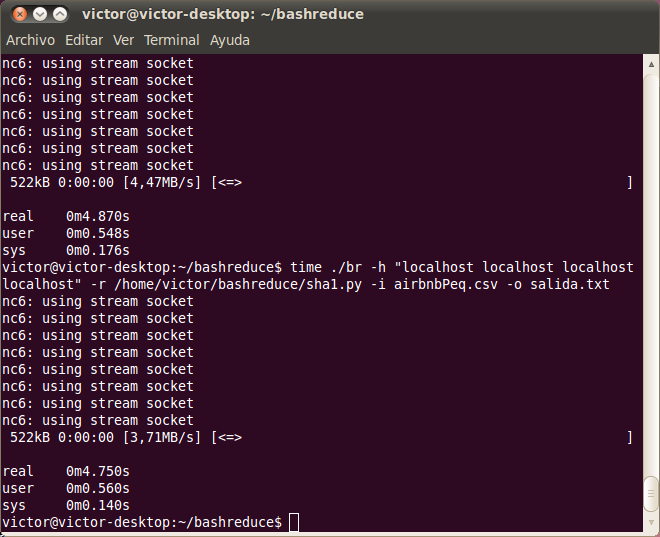 victor@victor-desktop: ~/bashreduce
Archivo Editar Ver Terminal Ayuda
nc6: using stream socket
nc6: using stream socket
nc6: using stream socket
nc6: using stream socket
nc6: using stream socket
nc6: using stream socket
nc6: using stream socket
522kB 0:00:00 [4,47MB/s] [<=> ]
real 0m4.870s
user 0m0.548s
sys 0m0.176s
victor@victor-desktop:~/bashreduce$ time ./br -h "localhost localhost localhost
localhost" -r /home/victor/bashreduce/sha1.py -i airbnbPeq.csv -o salida.txt
nc6: using stream socket
nc6: using stream socket
nc6: using stream socket
nc6: using stream socket
nc6: using stream socket
nc6: using stream socket
nc6: using stream socket
nc6: using stream socket
522kB 0:00:00 [3,71MB/s] [<=> ]
real 0m4.750s
user 0m0.560s
sys 0m0.140s
victor@victor-desktop:~/bashreduce$